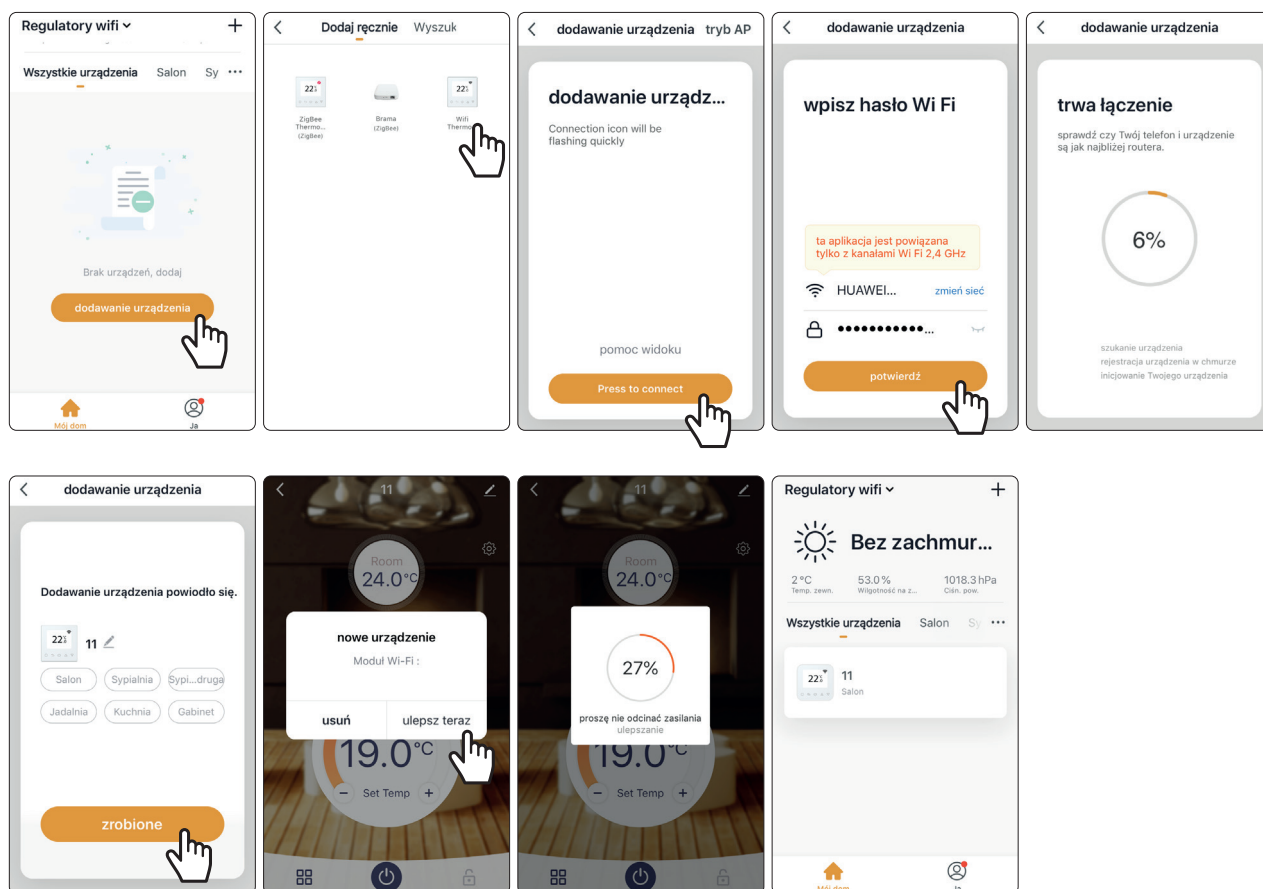 Regulatory wifi
Wszystkie urządzenia Salon Sy
Brak urządzeń, dodaj
dodawanie urządzenia
Mój dom Ja
Dodaj ręcznie Wyszuk
ZigBee Brama Wifi
Thermo... (ZigBee) Thermo
(ZigBee)
dodawanie urządzenia tryb AP
dodawanie urządz...
Connection icon will be
flashing quickly
pomoc widoku
Press to connect
dodawanie urządzenia
wpisz hasło Wi Fi
ta aplikacja jest powiązana
tylko z kanałami Wi Fi 2,4 GHz
HUAWEI... zmień sieć
●●●●●●●●●●●...
potwierdź
dodawanie urządzenia
trwa łączenie
sprawdź czy Twój telefon i urządzenie
są jak najbliżej routera.
6%
szukanie urządzenia
rejestracja urządzenia w chmurze
inicjowanie Twojego urządzenia
dodawanie urządzenia
Dodawanie urządzenia powiodło się.
11
Salon Sypialnia Sypi...druga
Jadalnia Kuchnia Gabinet
zrobione
11
Room
24.0°C
nowe urządzenie
Moduł Wi-Fi :
usuń ulepsz teraz
19.0°C
− Set Temp +
11
Room
24.0°C
27%
proszę nie odcinać zasilania
ulepszanie
19.0°C
− Set Temp +
Regulatory wifi
Bez zachmur...
2 °C 53.0 % 1018.3 hPa
Temp. zewn. Wilgotność na z... Ciśn. pow.
Wszystkie urządzenia Salon Sy
11
Salon
Mój dom Ja